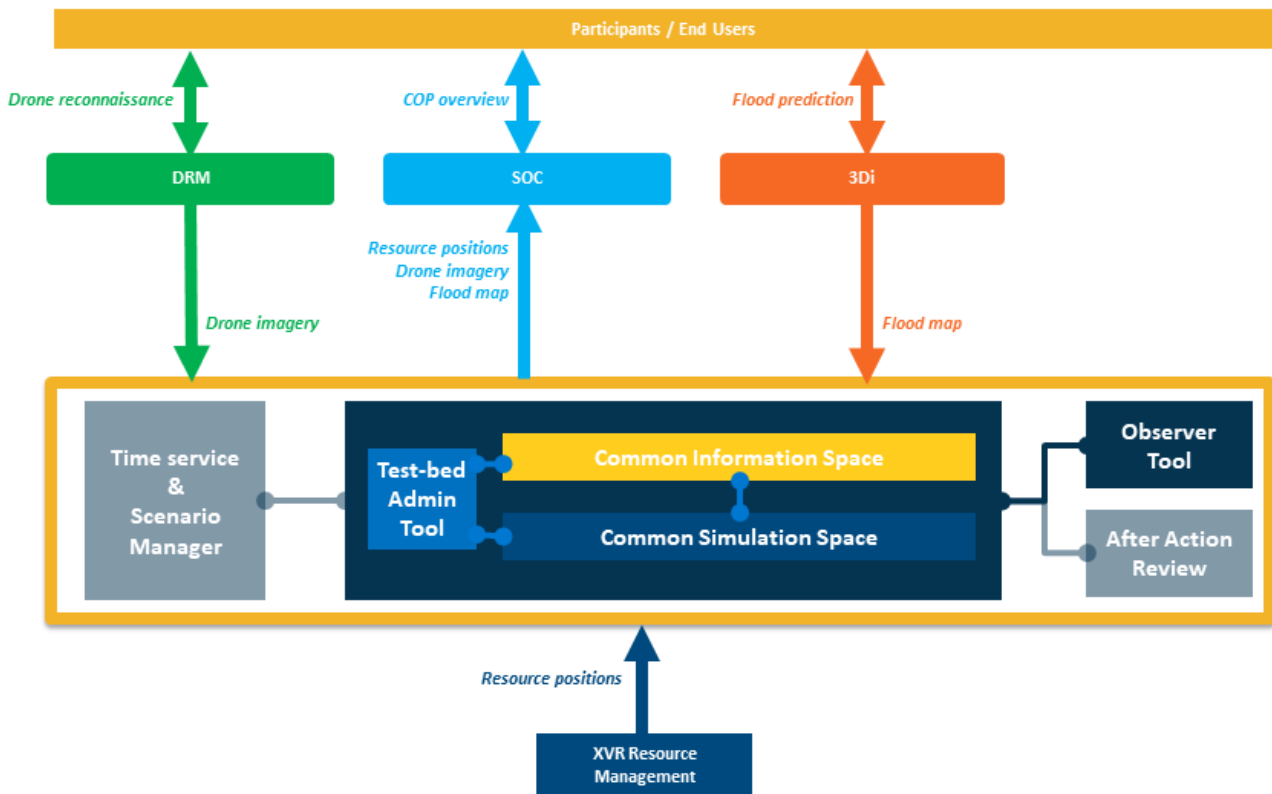 Participants / End Users
Drone reconnaissance
COP overview
Flood prediction
DRM
SOC
3Di
Resource positions
Drone imagery
Flood map
Drone imagery
Flood map
Time service
&
Scenario
Manager
Test-bed
Admin
Tool
Common Information Space
Common Simulation Space
Observer
Tool
After Action
Review
Resource positions
XVR Resource
Management